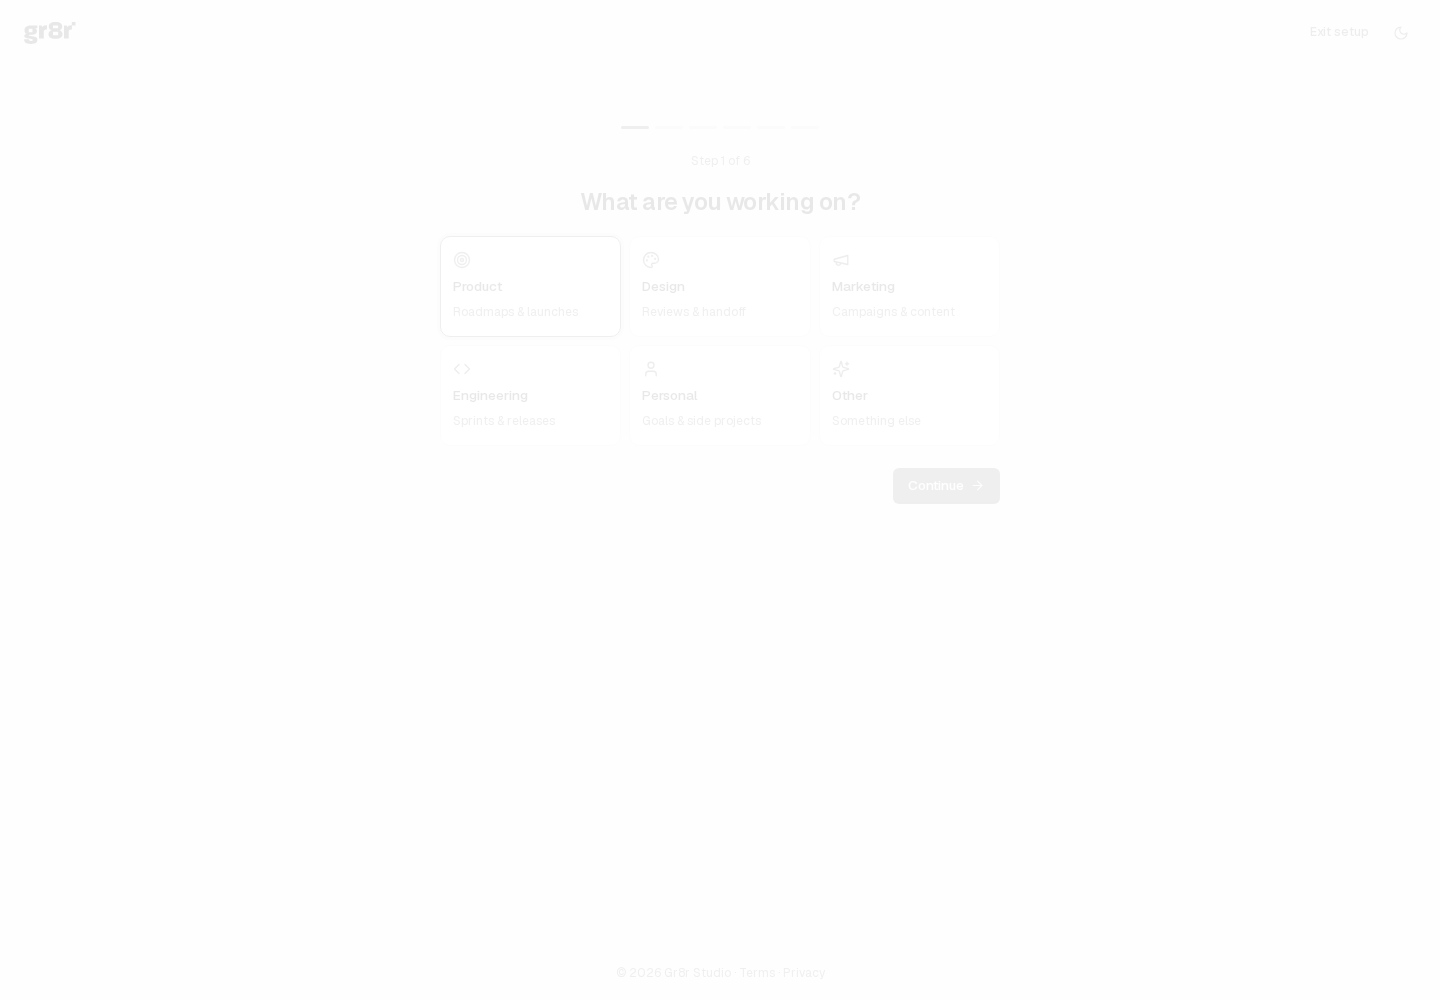 gr8r
Exit setup
Step 1 of 6
What are you working on?
Product
Roadmaps & launches
Design
Reviews & handoff
Marketing
Campaigns & content
Engineering
Sprints & releases
Personal
Goals & side projects
Other
Something else
Continue
© 2026 Gr8r Studio · Terms · Privacy